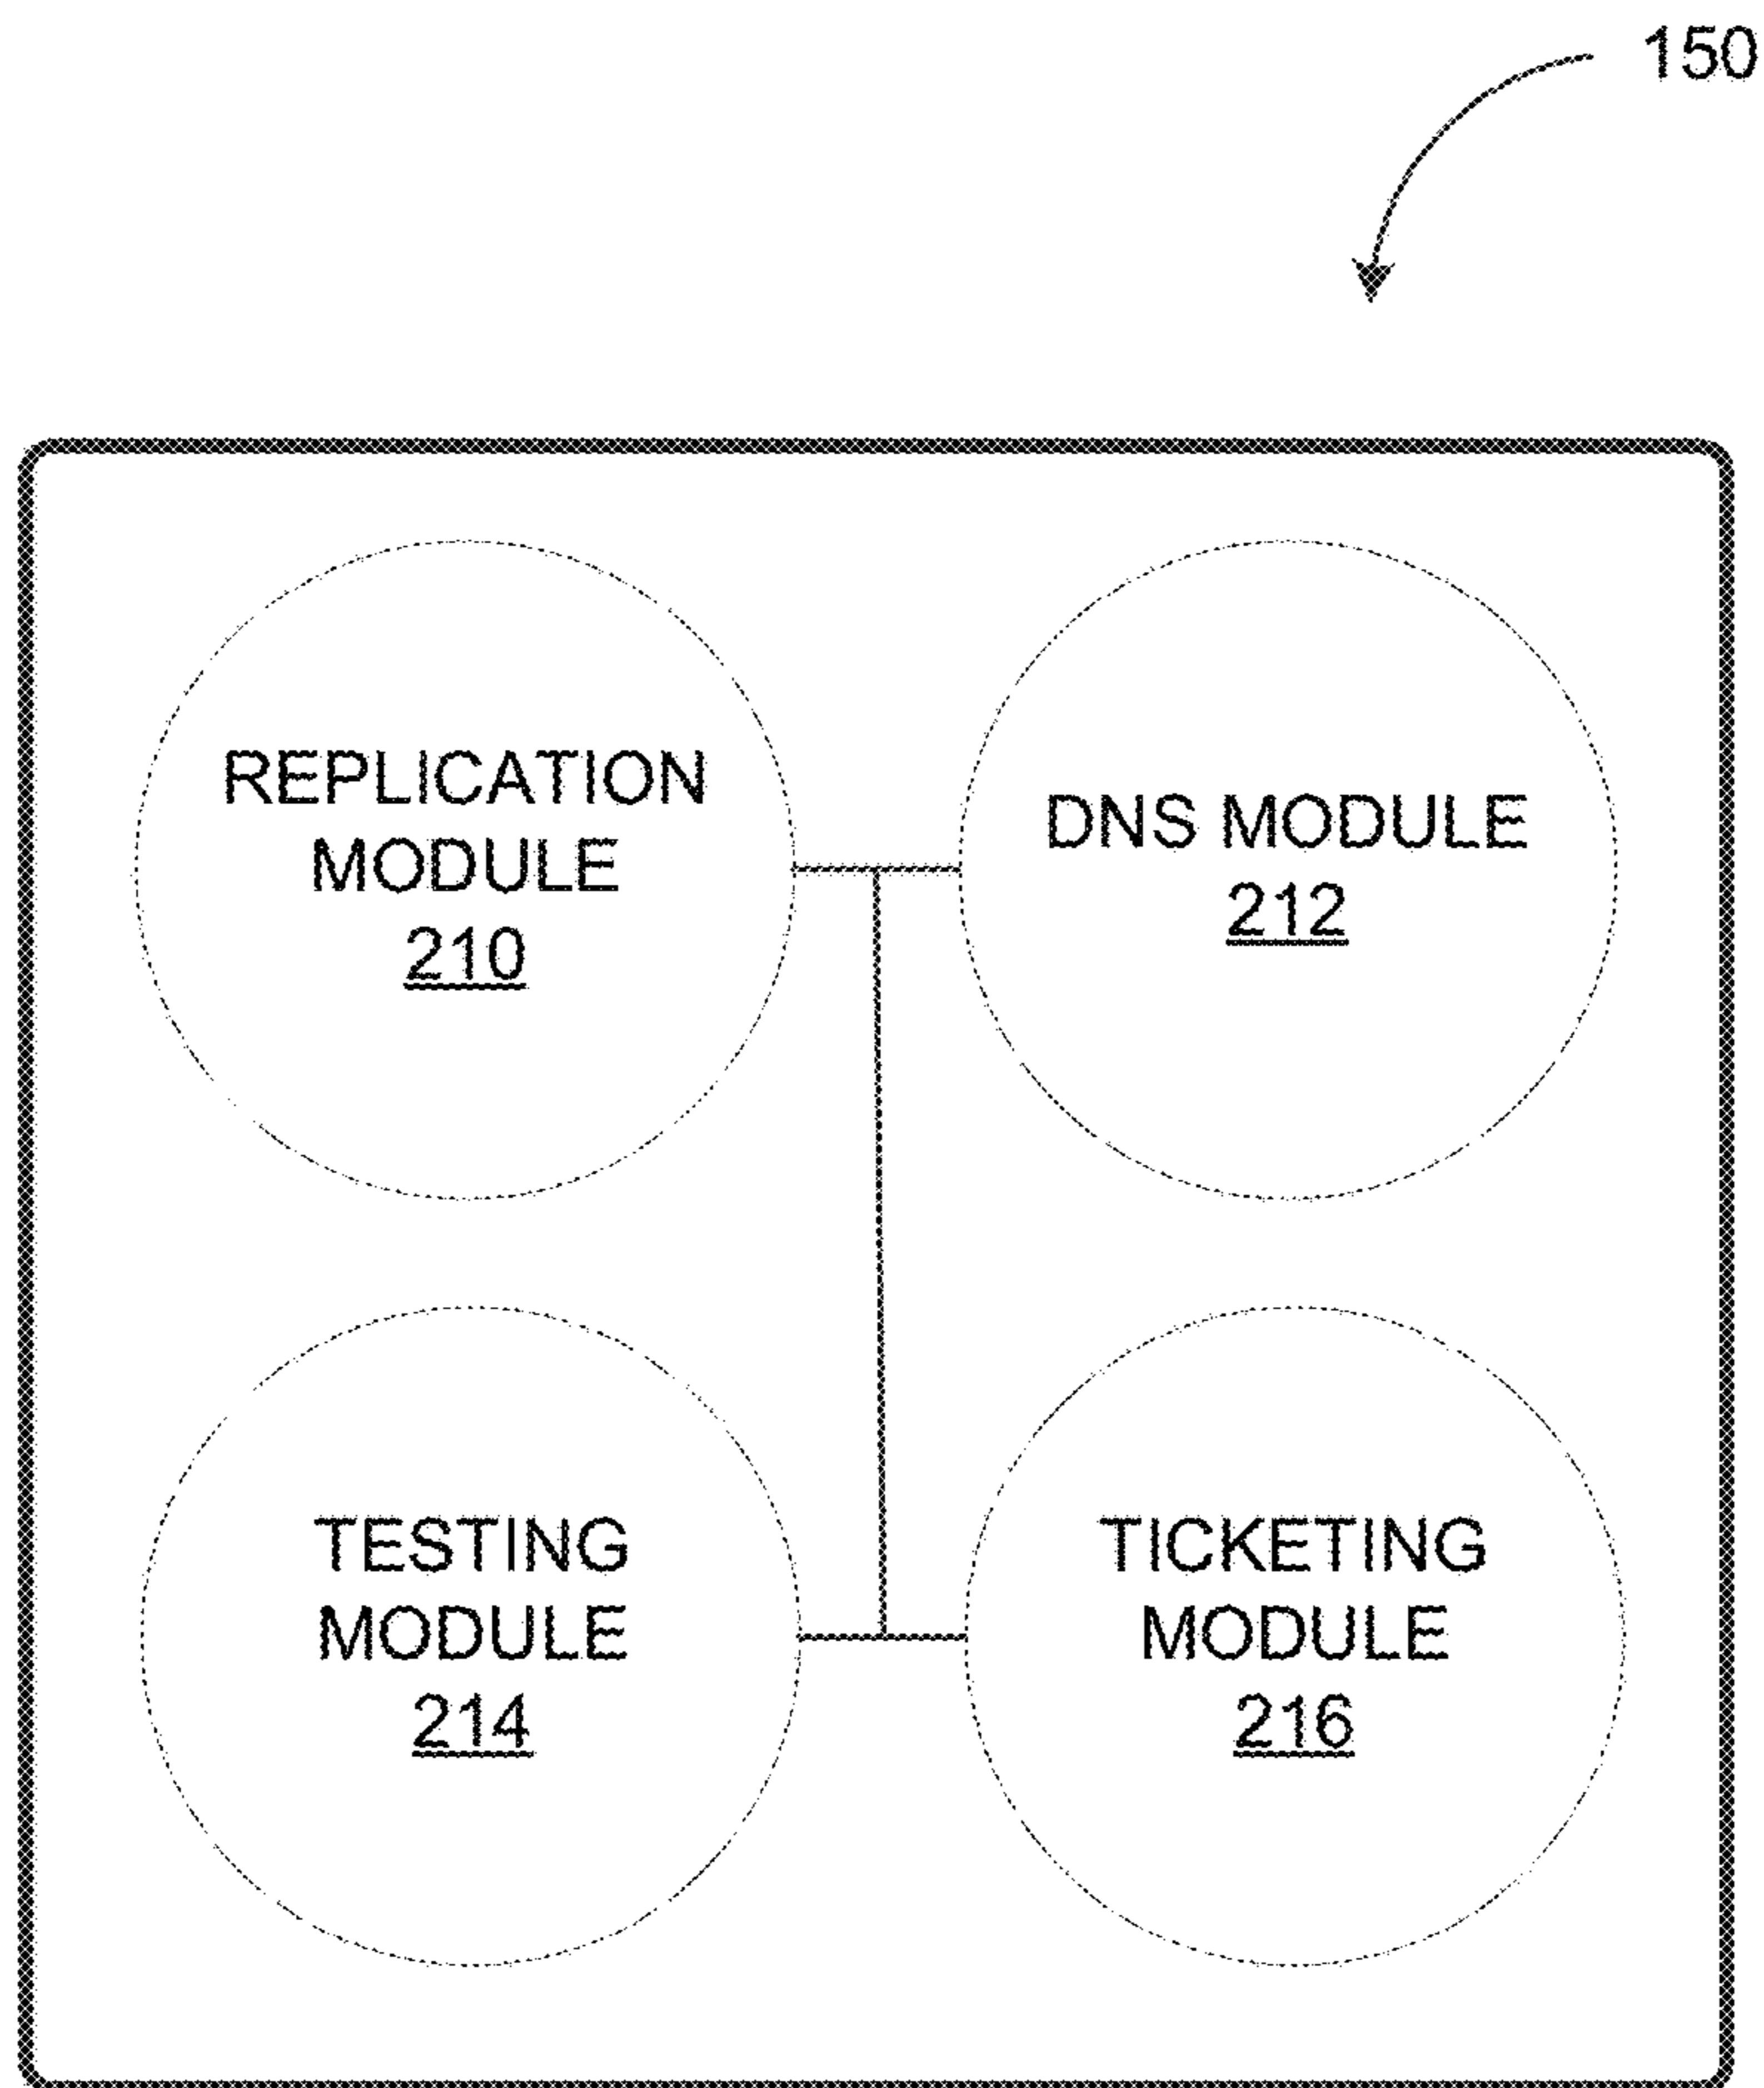 150
REPLICATION
MODULE
210
DNS MODULE
212
TESTING
MODULE
214
TICKETING
MODULE
216